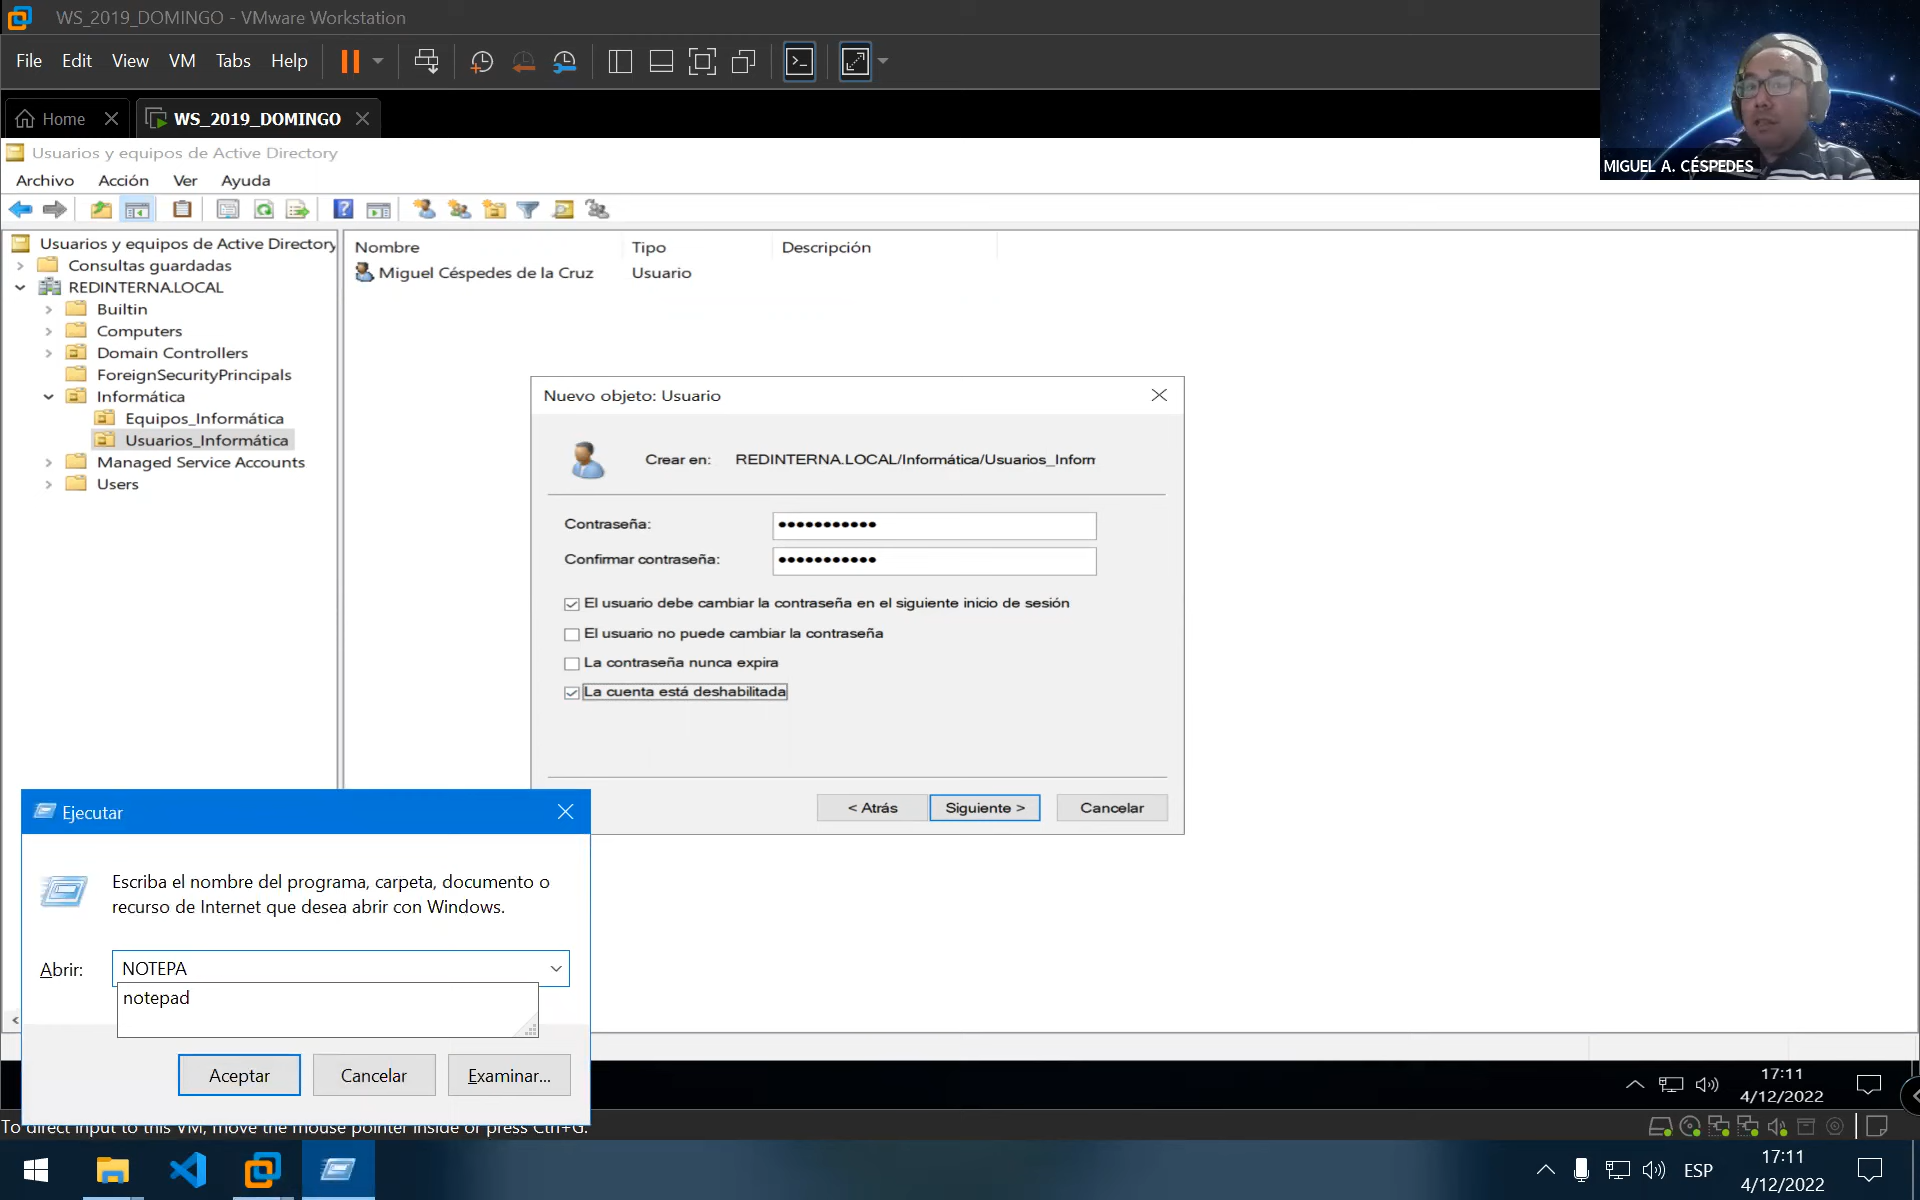 WS_2019_DOMINGO - VMware Workstation
File Edit View VM Tabs Help
Home
WS_2019_DOMINGO
MIGUEL A. CÉSPEDES
Usuarios y equipos de Active Directory
Archivo Acción Ver Ayuda
Usuarios y equipos de Active Directory
Consultas guardadas
REDINTERNA.LOCAL
Builtin
Computers
Domain Controllers
ForeignSecurityPrincipals
Informática
Equipos_Informática
Usuarios_Informática
Managed Service Accounts
Users
Nombre Tipo Descripción
Miguel Céspedes de la Cruz Usuario
Nuevo objeto: Usuario
Crear en: REDINTERNA.LOCAL/Informática/Usuarios_Inform
Contraseña: •••••••••••
Confirmar contraseña: •••••••••••
El usuario debe cambiar la contraseña en el siguiente inicio de sesión
El usuario no puede cambiar la contraseña
La contraseña nunca expira
La cuenta está deshabilitada
< Atrás Siguiente > Cancelar
Ejecutar
Escriba el nombre del programa, carpeta, documento o
recurso de Internet que desea abrir con Windows.
Abrir: NOTEPA
notepad
Aceptar Cancelar Examinar...
17:11
4/12/2022
To direct input to this VM, move the mouse pointer inside or press Ctrl+G.
ESP
17:11
4/12/2022